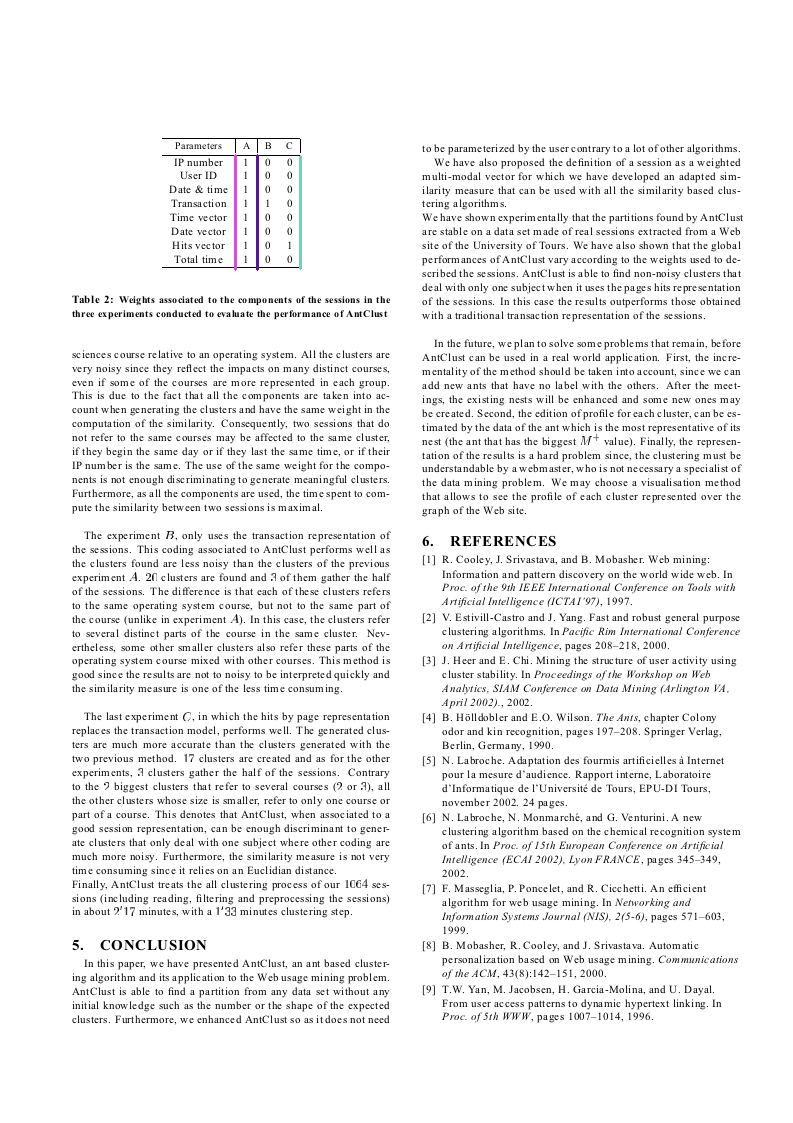 Parameters A B C
IP number 1 0 0
User ID 1 0 0
Date & time 1 0 0
Transaction 1 1 0
Time vector 1 0 0
Date vector 1 0 0
Hits vector 1 0 1
Total time 1 0 0
Table 2: Weights associated to the components of the sessions in the
three experiments conducted to evaluate the performance of AntClust
sciences course relative to an operating system. All the clusters are
very noisy since they reflect the impacts on many distinct courses,
even if some of the courses are more represented in each group.
This is due to the fact that all the components are taken into ac-
count when generating the clusters and have the same weight in the
computation of the similarity. Consequently, two sessions that do
not refer to the same courses may be affected to the same cluster,
if they begin the same day or if they last the same time, or if their
IP number is the same. The use of the same weight for the compo-
nents is not enough discriminating to generate meaningful clusters.
Furthermore, as all the components are used, the time spent to com-
pute the similarity between two sessions is maximal.
The experiment B, only uses the transaction representation of
the sessions. This coding associated to AntClust performs well as
the clusters found are less noisy than the clusters of the previous
experiment A. 20 clusters are found and 3 of them gather the half
of the sessions. The difference is that each of these clusters refers
to the same operating system course, but not to the same part of
the course (unlike in experiment A). In this case, the clusters refer
to several distinct parts of the course in the same cluster. Nev-
ertheless, some other smaller clusters also refer these parts of the
operating system course mixed with other courses. This method is
good since the results are not to noisy to be interpreted quickly and
the similarity measure is one of the less time consuming.
The last experiment C, in which the hits by page representation
replaces the transaction model, performs well. The generated clus-
ters are much more accurate than the clusters generated with the
two previous method. 17 clusters are created and as for the other
experiments, 3 clusters gather the half of the sessions. Contrary
to the 2 biggest clusters that refer to several courses (2 or 3), all
the other clusters whose size is smaller, refer to only one course or
part of a course. This denotes that AntClust, when associated to a
good session representation, can be enough discriminant to gener-
ate clusters that only deal with one subject where other coding are
much more noisy. Furthermore, the similarity measure is not very
time consuming since it relies on an Euclidian distance.
Finally, AntClust treats the all clustering process of our 1064 ses-
sions (including reading, filtering and preprocessing the sessions)
in about 2'17 minutes, with a 1'33 minutes clustering step.
5. CONCLUSION
In this paper, we have presented AntClust, an ant based cluster-
ing algorithm and its application to the Web usage mining problem.
AntClust is able to find a partition from any data set without any
initial knowledge such as the number or the shape of the expected
clusters. Furthermore, we enhanced AntClust so as it does not need
to be parameterized by the user contrary to a lot of other algorithms.
We have also proposed the definition of a session as a weighted
multi-modal vector for which we have developed an adapted sim-
ilarity measure that can be used with all the similarity based clus-
tering algorithms.
We have shown experimentally that the partitions found by AntClust
are stable on a data set made of real sessions extracted from a Web
site of the University of Tours. We have also shown that the global
performances of AntClust vary according to the weights used to de-
scribed the sessions. AntClust is able to find non-noisy clusters that
deal with only one subject when it uses the pages hits representation
of the sessions. In this case the results outperforms those obtained
with a traditional transaction representation of the sessions.
In the future, we plan to solve some problems that remain, before
AntClust can be used in a real world application. First, the incre-
mentality of the method should be taken into account, since we can
add new ants that have no label with the others. After the meet-
ings, the existing nests will be enhanced and some new ones may
be created. Second, the edition of profile for each cluster, can be es-
timated by the data of the ant which is the most representative of its
nest (the ant that has the biggest M+ value). Finally, the represen-
tation of the results is a hard problem since, the clustering must be
understandable by a webmaster, who is not necessary a specialist of
the data mining problem. We may choose a visualisation method
that allows to see the profile of each cluster represented over the
graph of the Web site.
6. REFERENCES
[1] R. Cooley, J. Srivastava, and B. Mobasher. Web mining:
Information and pattern discovery on the world wide web. In
Proc. of the 9th IEEE International Conference on Tools with
Artificial Intelligence (ICTAI'97), 1997.
[2] V. Estivill-Castro and J. Yang. Fast and robust general purpose
clustering algorithms. In Pacific Rim International Conference
on Artificial Intelligence, pages 208–218, 2000.
[3] J. Heer and E. Chi. Mining the structure of user activity using
cluster stability. In Proceedings of the Workshop on Web
Analytics, SIAM Conference on Data Mining (Arlington VA,
April 2002)., 2002.
[4] B. Hölldobler and E.O. Wilson. The Ants, chapter Colony
odor and kin recognition, pages 197–208. Springer Verlag,
Berlin, Germany, 1990.
[5] N. Labroche. Adaptation des fourmis artificielles à Internet
pour la mesure d'audience. Rapport interne, Laboratoire
d'Informatique de l'Université de Tours, EPU-DI Tours,
november 2002. 24 pages.
[6] N. Labroche, N. Monmarché, and G. Venturini. A new
clustering algorithm based on the chemical recognition system
of ants. In Proc. of 15th European Conference on Artificial
Intelligence (ECAI 2002), Lyon FRANCE, pages 345–349,
2002.
[7] F. Masseglia, P. Poncelet, and R. Cicchetti. An efficient
algorithm for web usage mining. In Networking and
Information Systems Journal (NIS), 2(5-6), pages 571–603,
1999.
[8] B. Mobasher, R. Cooley, and J. Srivastava. Automatic
personalization based on Web usage mining. Communications
of the ACM, 43(8):142–151, 2000.
[9] T.W. Yan, M. Jacobsen, H. Garcia-Molina, and U. Dayal.
From user access patterns to dynamic hypertext linking. In
Proc. of 5th WWW, pages 1007–1014, 1996.